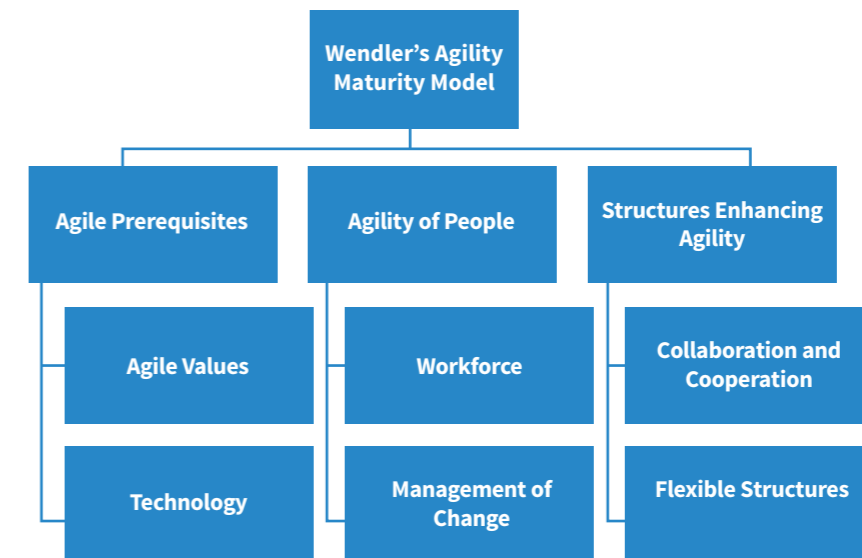 Wendler’s Agility
Maturity Model
Agile Prerequisites
Agility of People
Structures Enhancing
Agility
Agile Values
Workforce
Collaboration and
Cooperation
Technology
Management of
Change
Flexible Structures